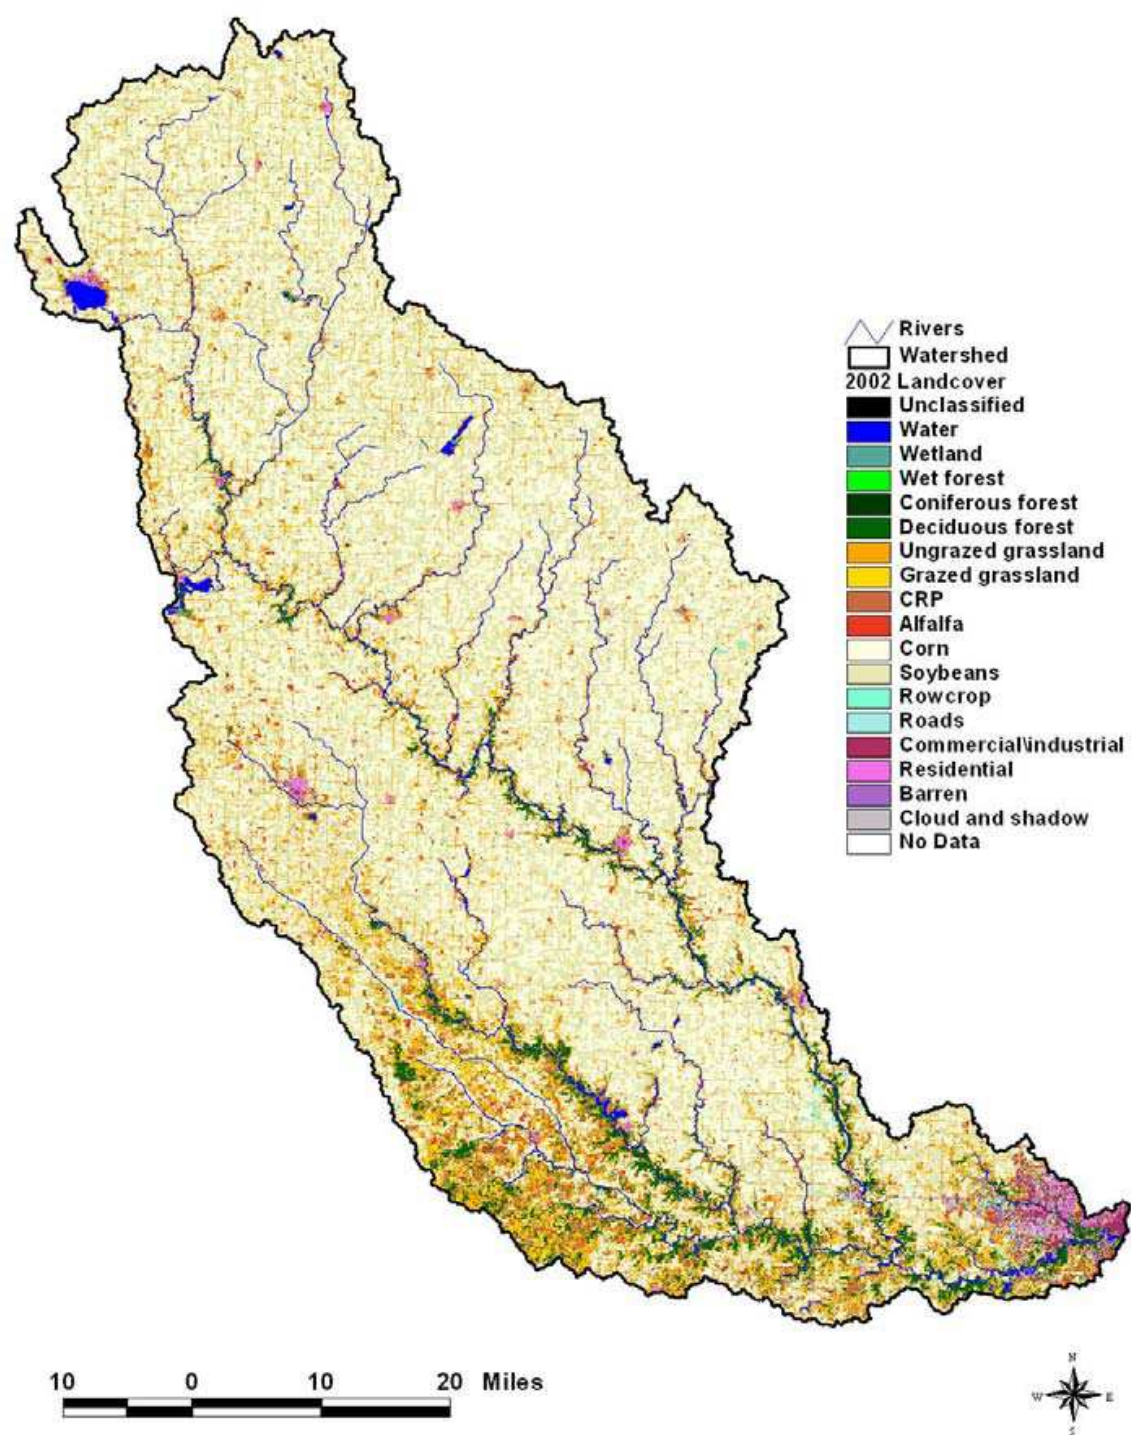 Rivers
Watershed
2002 Landcover
Unclassified
Water
Wetland
Wet forest
Coniferous forest
Deciduous forest
Ungrazed grassland
Grazed grassland
CRP
Alfalfa
Corn
Soybeans
Rowcrop
Roads
Commercial\industrial
Residential
Barren
Cloud and shadow
No Data
10 0 10 20 Miles
N
W E
S